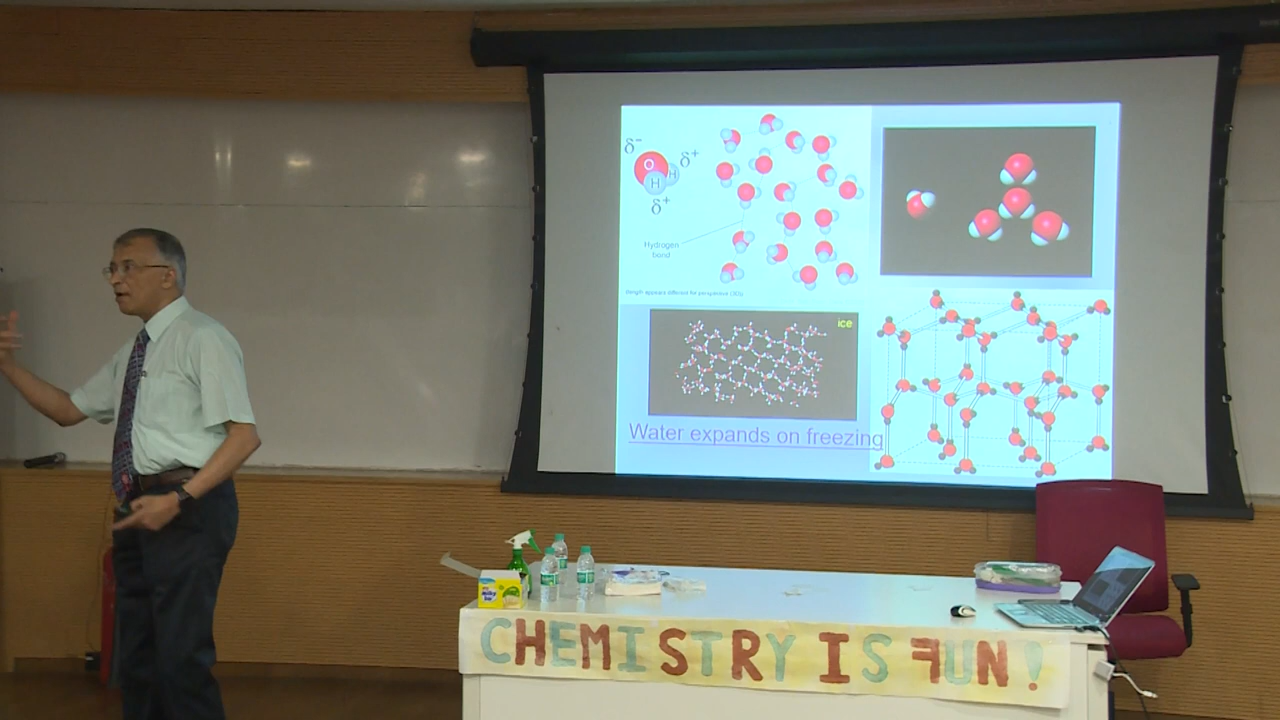 δ⁻
O
δ⁺
H
H
δ⁺
Hydrogen
bond
ice
Water expands on freezing
CHEMISTRY IS FUN!